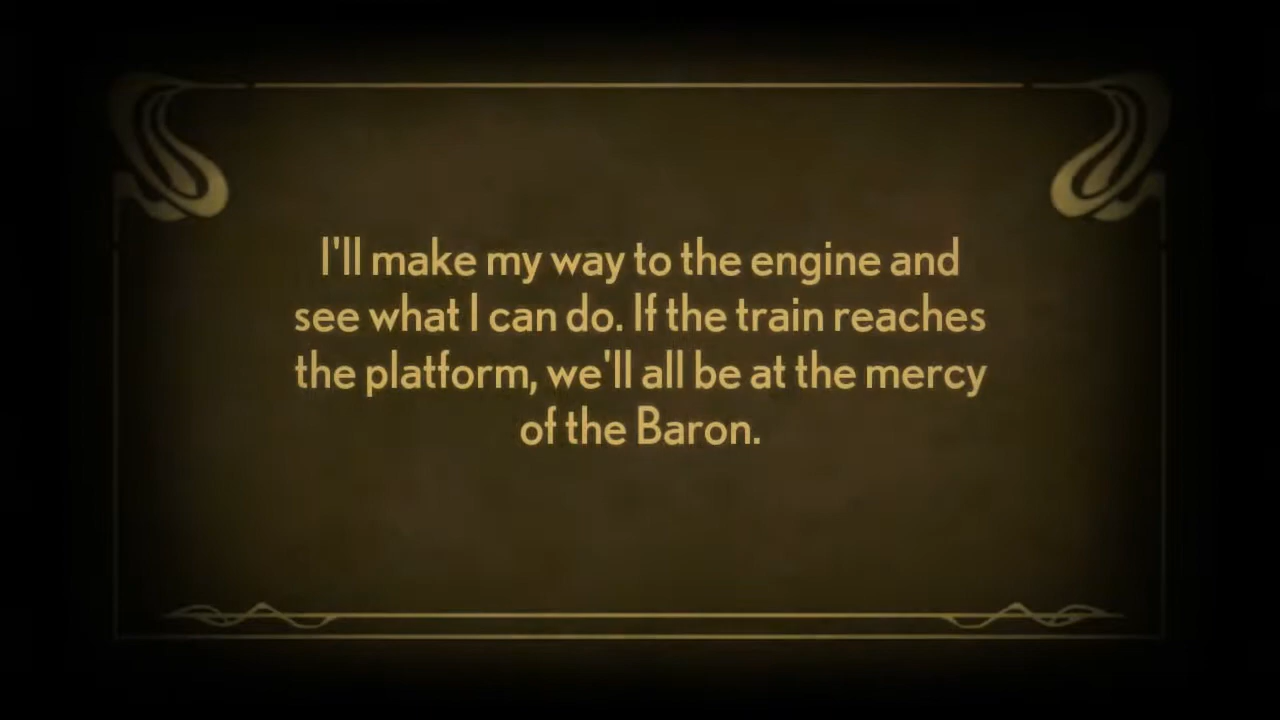 I'll make my way to the engine and
see what I can do. If the train reaches
the platform, we'll all be at the mercy
of the Baron.